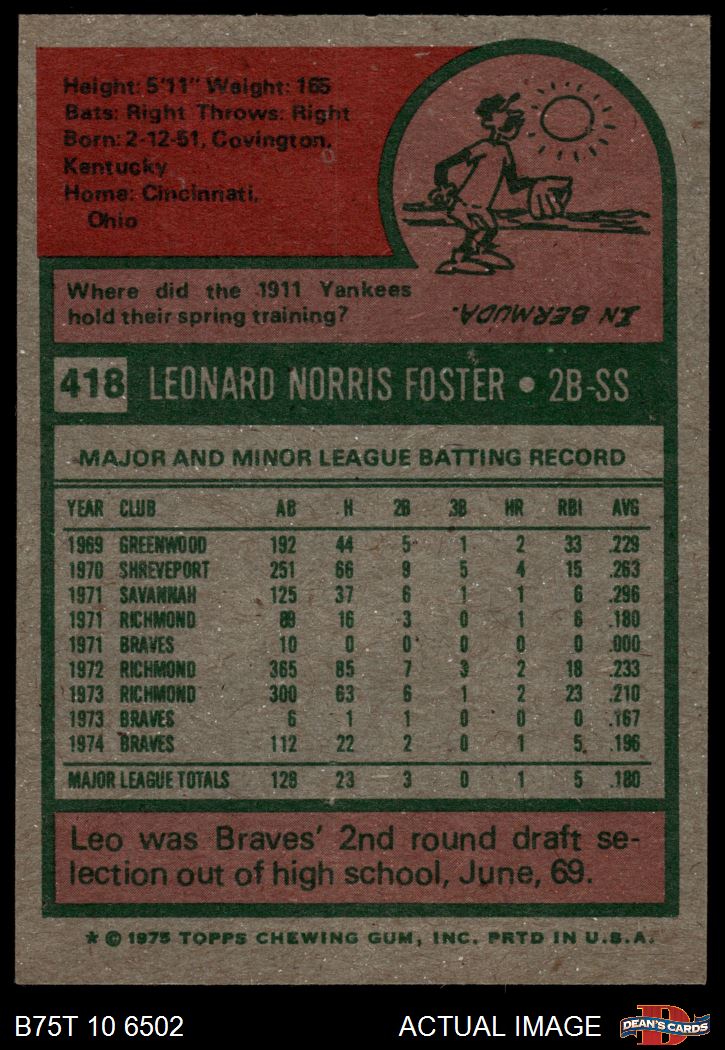 Height: 5'11" Weight: 165
Bats: Right Throws: Right
Born: 2-12-51, Covington,
Kentucky
Home: Cincinnati,
Ohio
Where did the 1911 Yankees
hold their spring training?
IN BERMUDA.
418 LEONARD NORRIS FOSTER • 2B-SS
MAJOR AND MINOR LEAGUE BATTING RECORD
YEAR CLUB AB H 2B 3B HR RBI AVG
1969 GREENWOOD 192 44 5 1 2 33 .229
1970 SHREVEPORT 251 66 9 5 4 15 .263
1971 SAVANNAH 125 37 6 1 1 6 .296
1971 RICHMOND 89 16 3 0 1 6 .180
1971 BRAVES 10 0 0 0 0 0 .000
1972 RICHMOND 365 85 7 3 2 18 .233
1973 RICHMOND 300 63 6 1 2 23 .210
1973 BRAVES 6 1 1 0 0 0 .167
1974 BRAVES 112 22 2 0 1 5 .196
MAJOR LEAGUE TOTALS 128 23 3 0 1 5 .180
Leo was Braves' 2nd round draft se-
lection out of high school, June, 69.
* © 1975 TOPPS CHEWING GUM, INC. PRTD IN U.S.A.
B75T 10 6502 ACTUAL IMAGE D DEAN'S CARDS